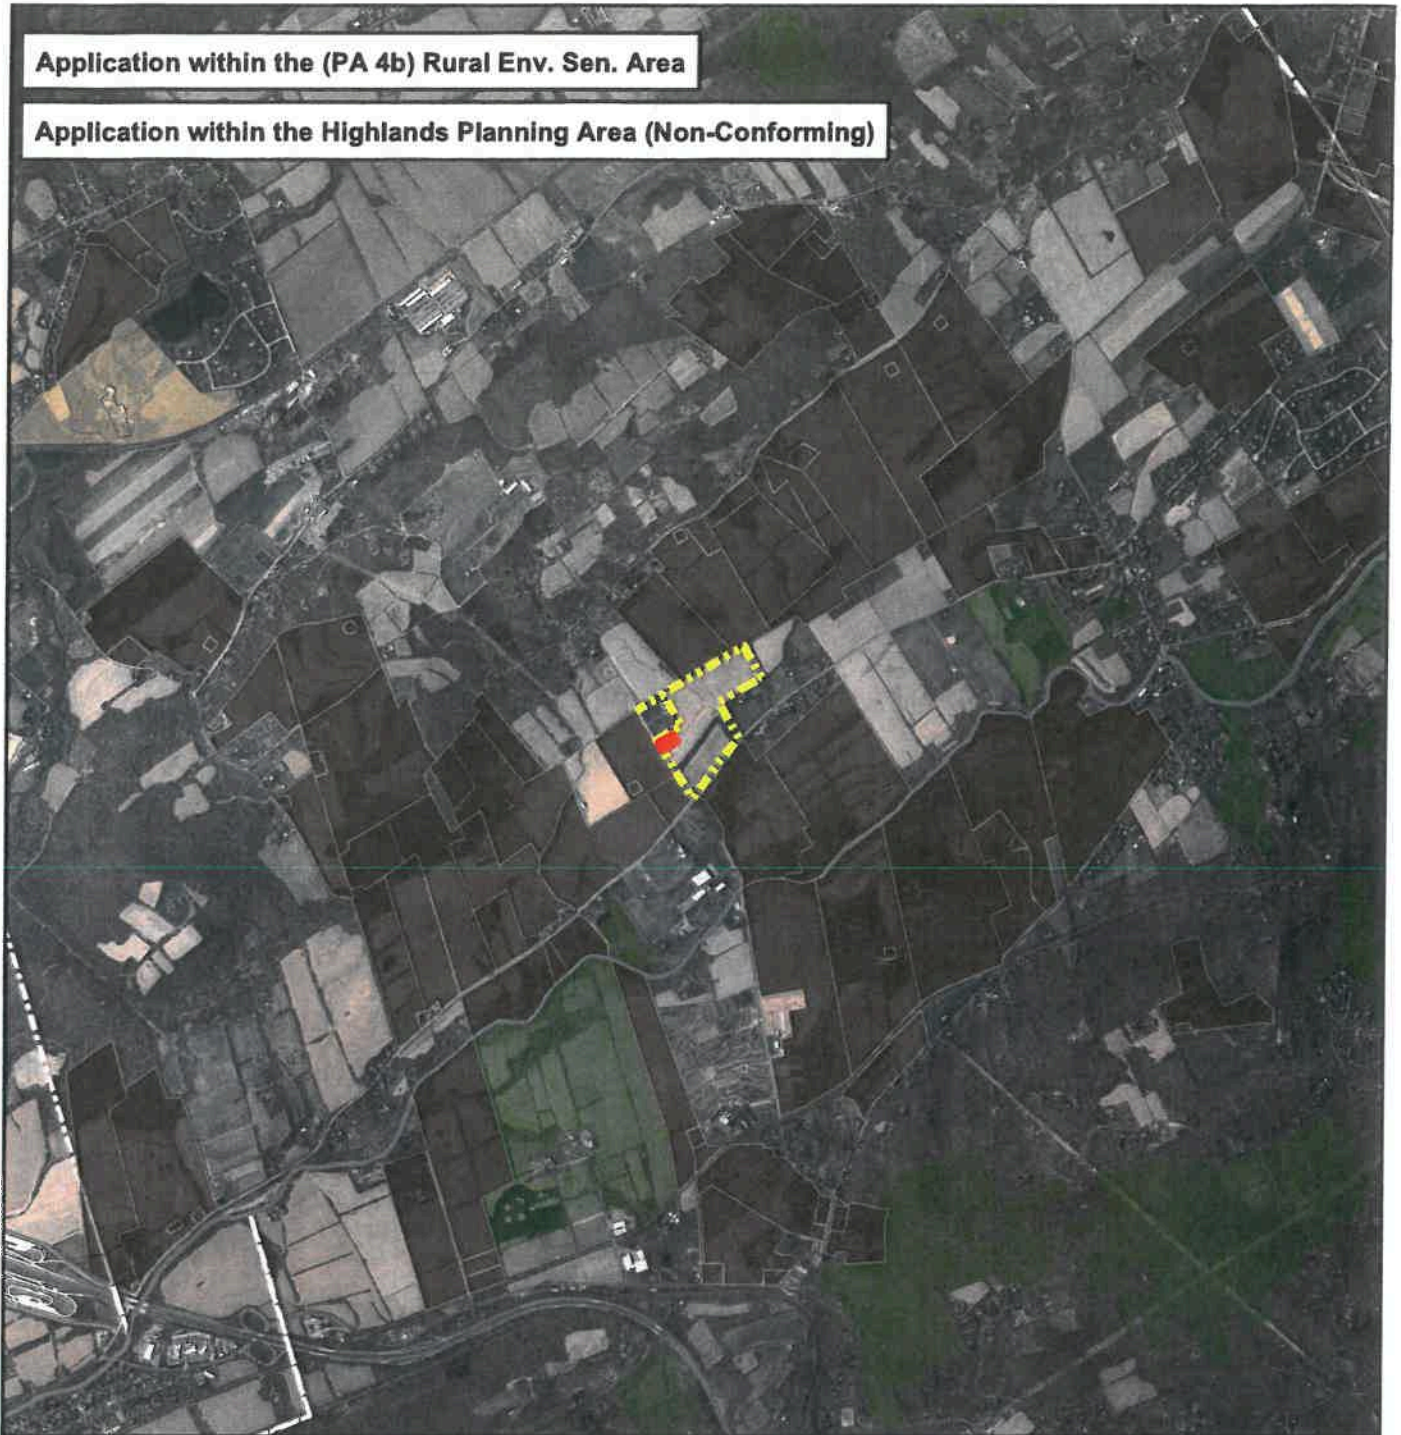 Application within the (PA 4b) Rural Env. Sen. Area
Application within the Highlands Planning Area (Non-Conforming)